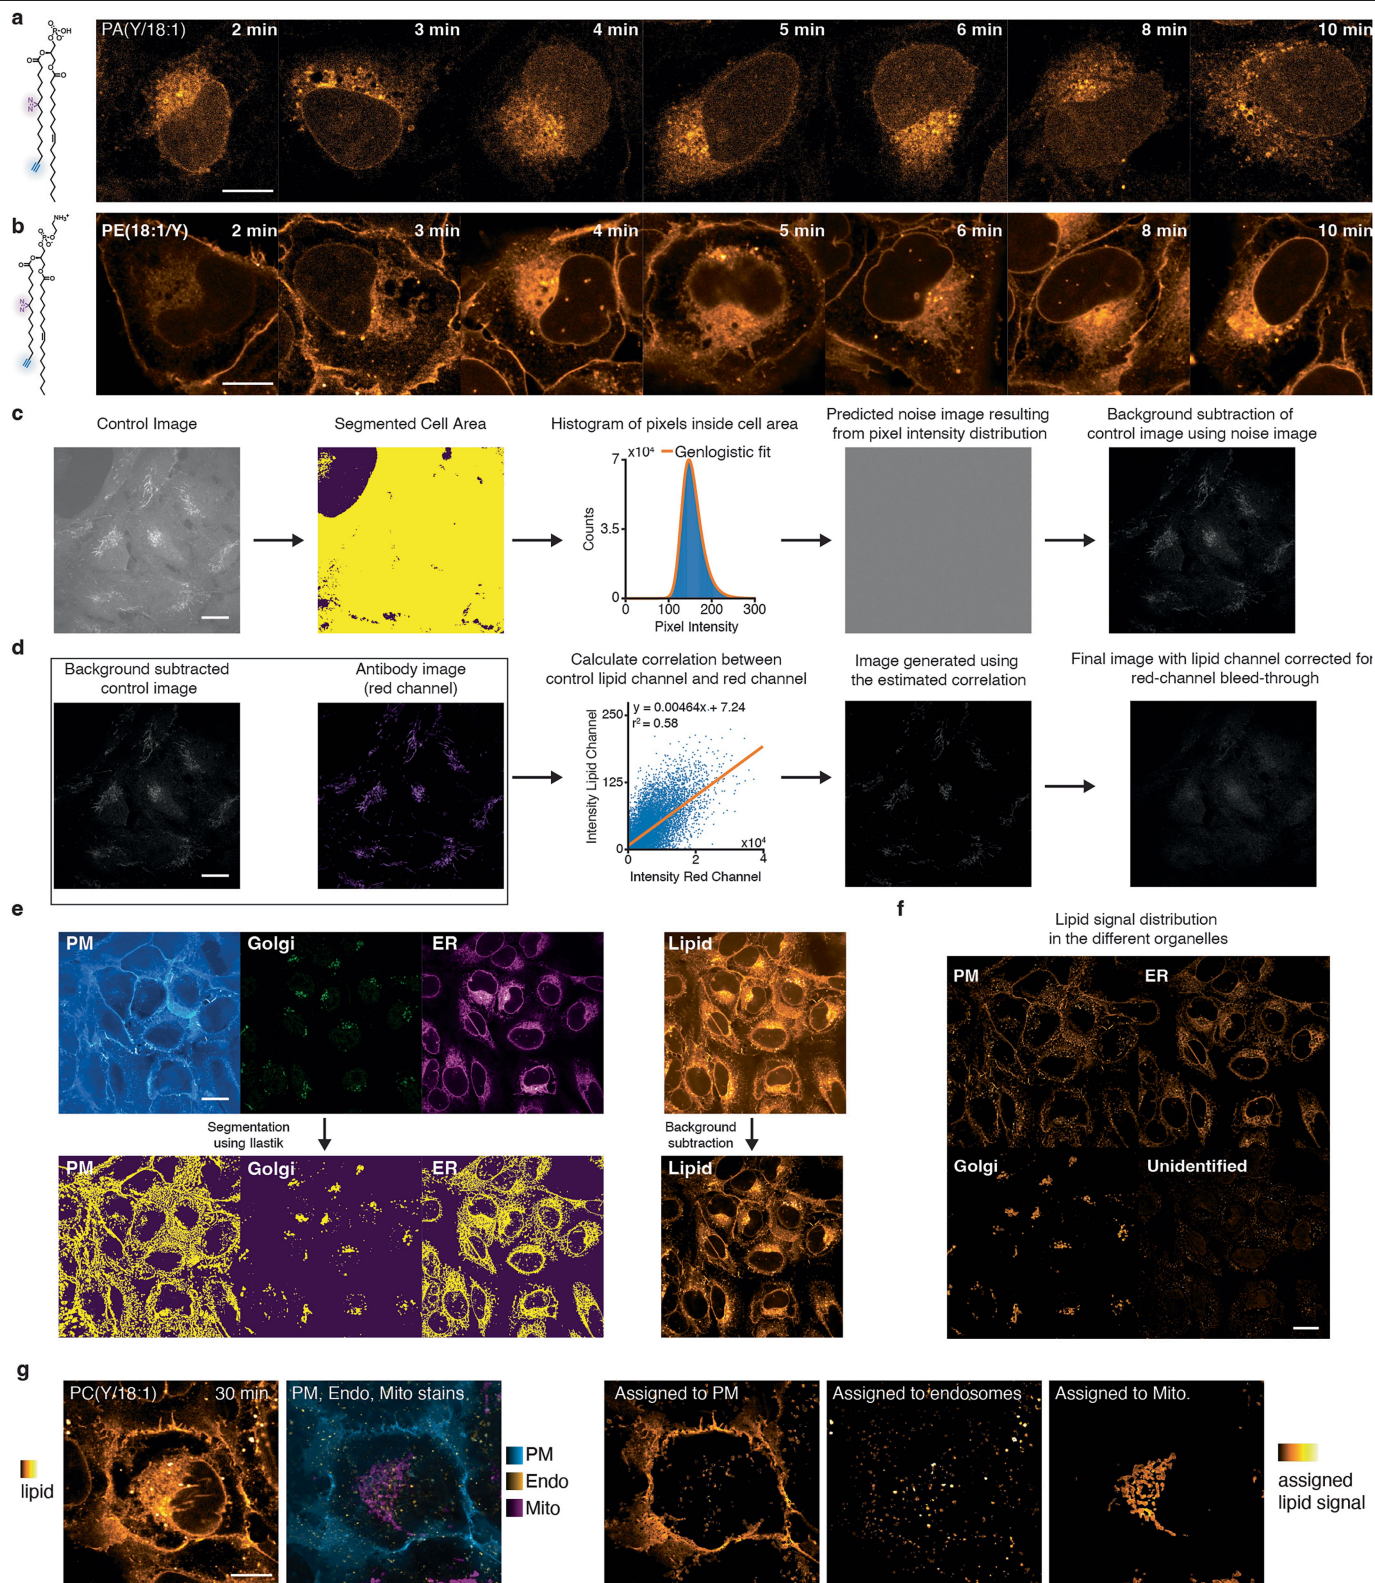 a
PA(Y/18:1)
2 min
3 min
4 min
5 min
6 min
8 min
10 min
O
P
OH
O
O⁻
O
O
O
N
N
b
PE(18:1/Y)
2 min
3 min
4 min
5 min
6 min
8 min
10 min
NH₃⁺
O
P
O⁻
O
O
O
O
O
N
N
c
Control Image
Segmented Cell Area
Histogram of pixels inside cell area
Predicted noise image resulting
from pixel intensity distribution
Background subtraction of
control image using noise image
x10⁴
Genlogistic fit
7
3.5
0
Counts
0
100
200
300
Pixel Intensity
d
Background subtracted
control image
Antibody image
(red channel)
Calculate correlation between
control lipid channel and red channel
Image generated using
the estimated correlation
Final image with lipid channel corrected for
red-channel bleed-through
y = 0.00464x + 7.24
r² = 0.58
250
125
0
Intensity Lipid Channel
x10⁴
0
2
4
Intensity Red Channel
e
PM
Golgi
ER
Lipid
Segmentation
using Ilastik
Background
subtraction
PM
Golgi
ER
Lipid
f
Lipid signal distribution
in the different organelles
PM
ER
Golgi
Unidentified
g
PC(Y/18:1)
30 min
PM, Endo, Mito stains
Assigned to PM
Assigned to endosomes
Assigned to Mito.
lipid
PM
Endo
Mito
assigned
lipid signal